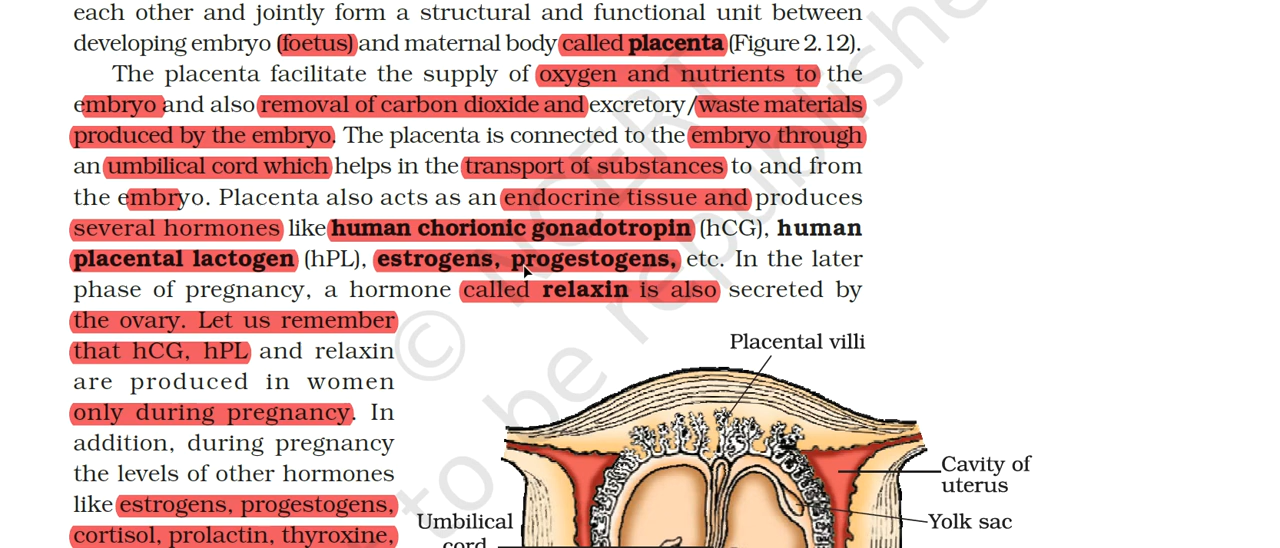 each other and jointly form a structural and functional unit between
developing embryo (foetus) and maternal body called placenta (Figure 2.12).
The placenta facilitate the supply of oxygen and nutrients to the
embryo and also removal of carbon dioxide and excretory/waste materials
produced by the embryo. The placenta is connected to the embryo through
an umbilical cord which helps in the transport of substances to and from
the embryo. Placenta also acts as an endocrine tissue and produces
several hormones like human chorionic gonadotropin (hCG), human
placental lactogen (hPL), estrogens, progestogens, etc. In the later
phase of pregnancy, a hormone called relaxin is also secreted by
the ovary. Let us remember
that hCG, hPL and relaxin
are produced in women
only during pregnancy. In
addition, during pregnancy
the levels of other hormones
like estrogens, progestogens,
cortisol, prolactin, thyroxine,
Placental villi
Cavity of
uterus
Yolk sac
Umbilical
cord
© NCERT
to be republished